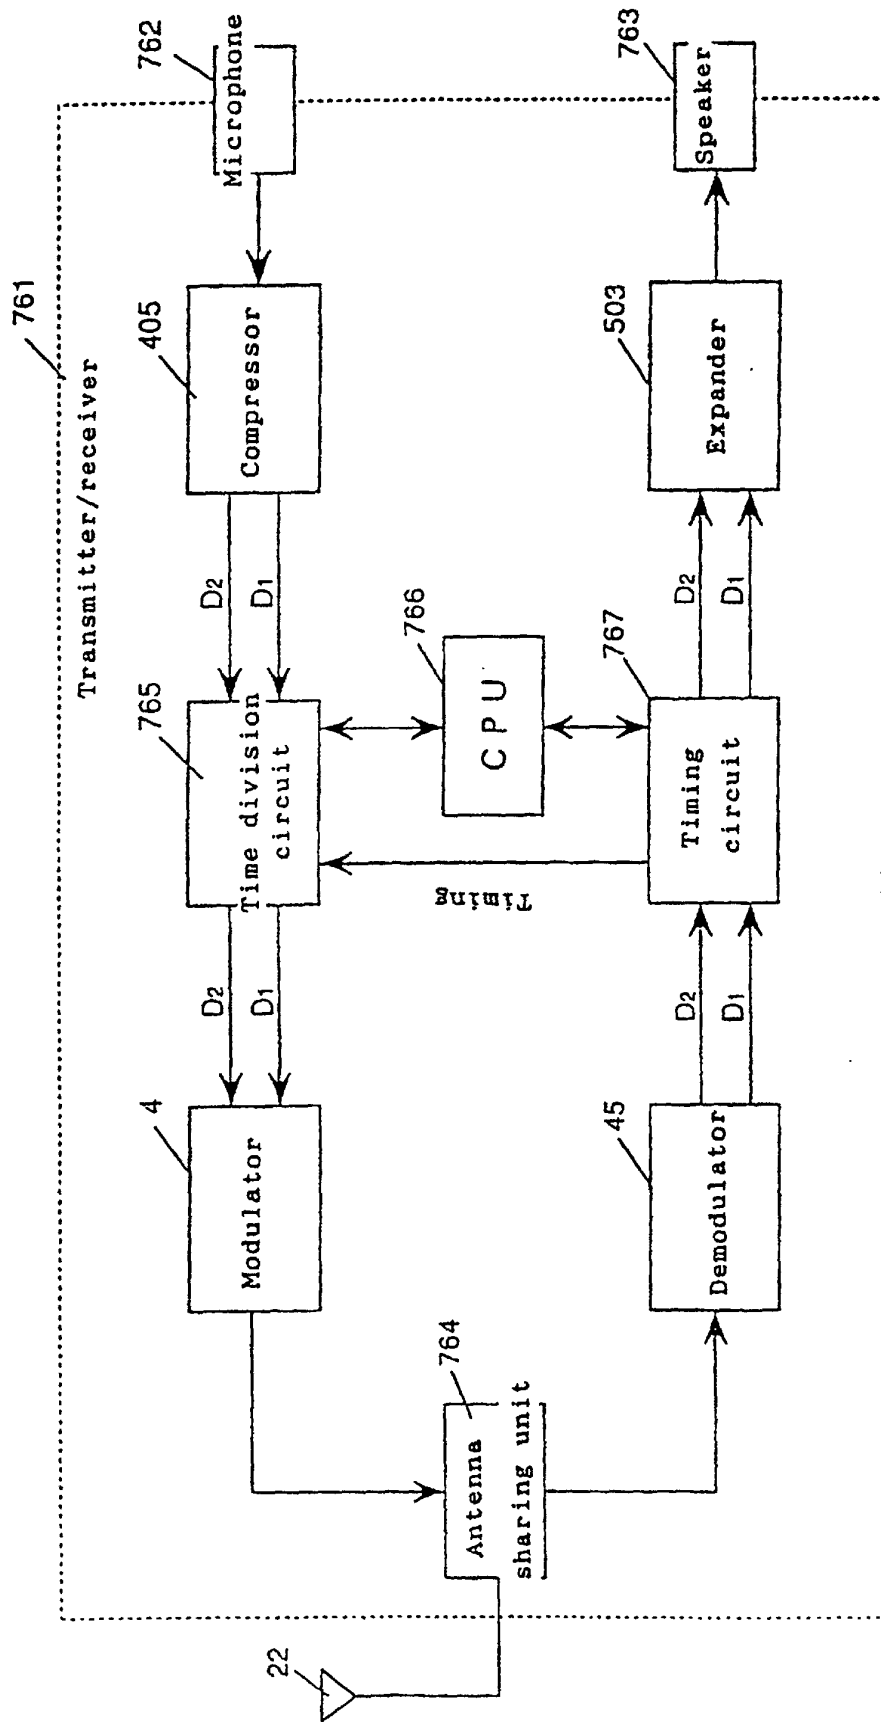 761
Transmitter/receiver
762
Microphone
405
Compressor
D2
D1
765
Time division
circuit
D2
D1
4
Modulator
22
764
Antenna
sharing unit
766
CPU
Timing
763
Speaker
503
Expander
D2
D1
767
Timing
circuit
D2
D1
45
Demodulator